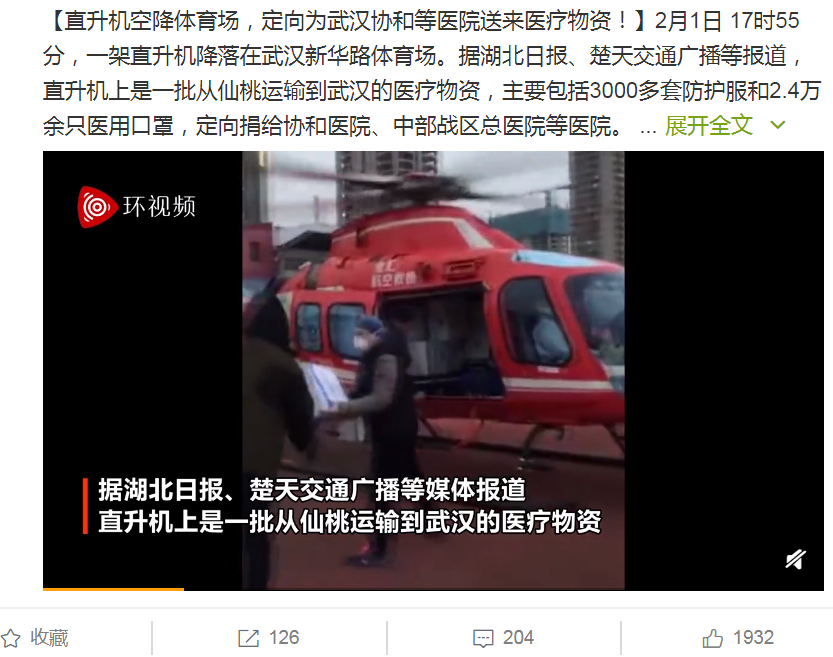 【直升机空降体育场，定向为武汉协和等医院送来医疗物资！】2月1日 17时55
分，一架直升机降落在武汉新华路体育场。据湖北日报、楚天交通广播等报道，
直升机上是一批从仙桃运输到武汉的医疗物资，主要包括3000多套防护服和2.4万
余只医用口罩，定向捐给协和医院、中部战区总医院等医院。 ... 展开全文
环视频
航空救援
据湖北日报、楚天交通广播等媒体报道
直升机上是一批从仙桃运输到武汉的医疗物资
收藏
126
204
1932